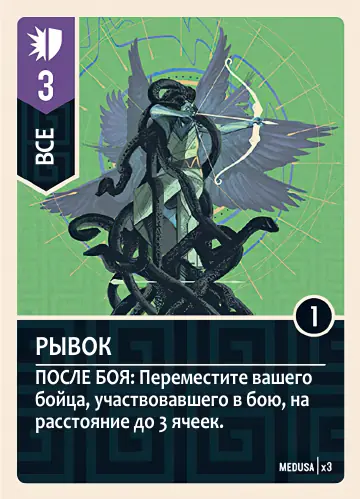 3
ВСЕ
1
РЫВОК
ПОСЛЕ БОЯ: Переместите вашего
бойца, участвовавшего в бою, на
расстояние до 3 ячеек.
MEDUSA | x3